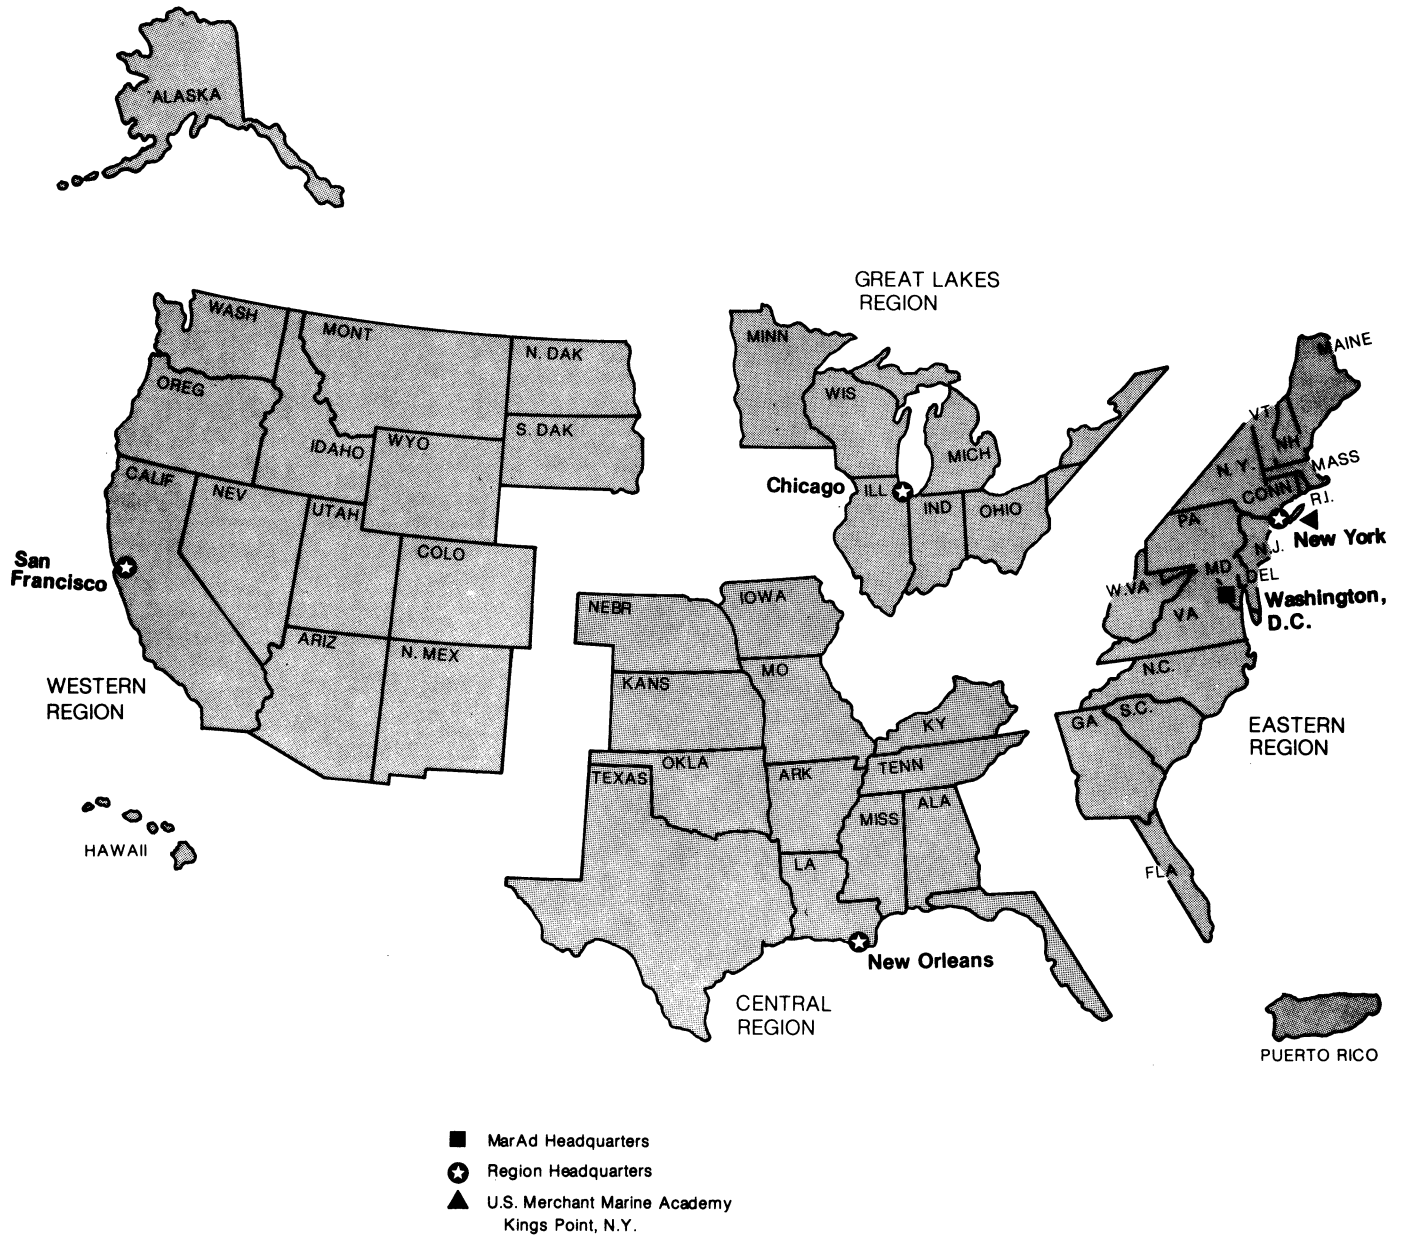 ALASKA
GREAT LAKES
REGION
WASH
MONT
N. DAK
OREG
IDAHO
WYO
S. DAK
CALIF
NEV
UTAH
COLO
San
Francisco
ARIZ
N. MEX
WESTERN
REGION
HAWAII
MINN
WIS
MICH
Chicago
ILL
IND
OHIO
MAINE
VT.
NH
N.Y.
MASS
CONN
R.I.
PA
New York
N.J.
MD
DEL
W.VA
VA
Washington,
D.C.
N.C.
S.C.
GA
EASTERN
REGION
FLA
NEBR
IOWA
KANS
MO
KY
OKLA
TEXAS
ARK
TENN
MISS
ALA
LA
New Orleans
CENTRAL
REGION
PUERTO RICO
MarAd Headquarters
Region Headquarters
U.S. Merchant Marine Academy
Kings Point, N.Y.